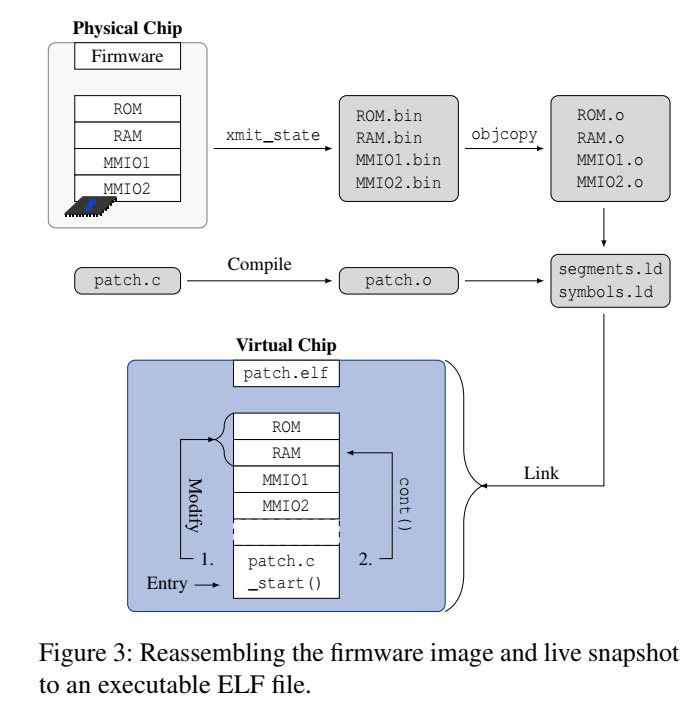 Physical Chip
Firmware
ROM
RAM
MMIO1
MMIO2
xmit_state
ROM.bin
RAM.bin
MMIO1.bin
MMIO2.bin
objcopy
ROM.o
RAM.o
MMIO1.o
MMIO2.o
patch.c
Compile
patch.o
segments.ld
symbols.ld
Virtual Chip
patch.elf
ROM
RAM
MMIO1
MMIO2
Modify
cont()
Link
1.
patch.c
2.
Entry
_start()
Figure 3: Reassembling the firmware image and live snapshot
to an executable ELF file.